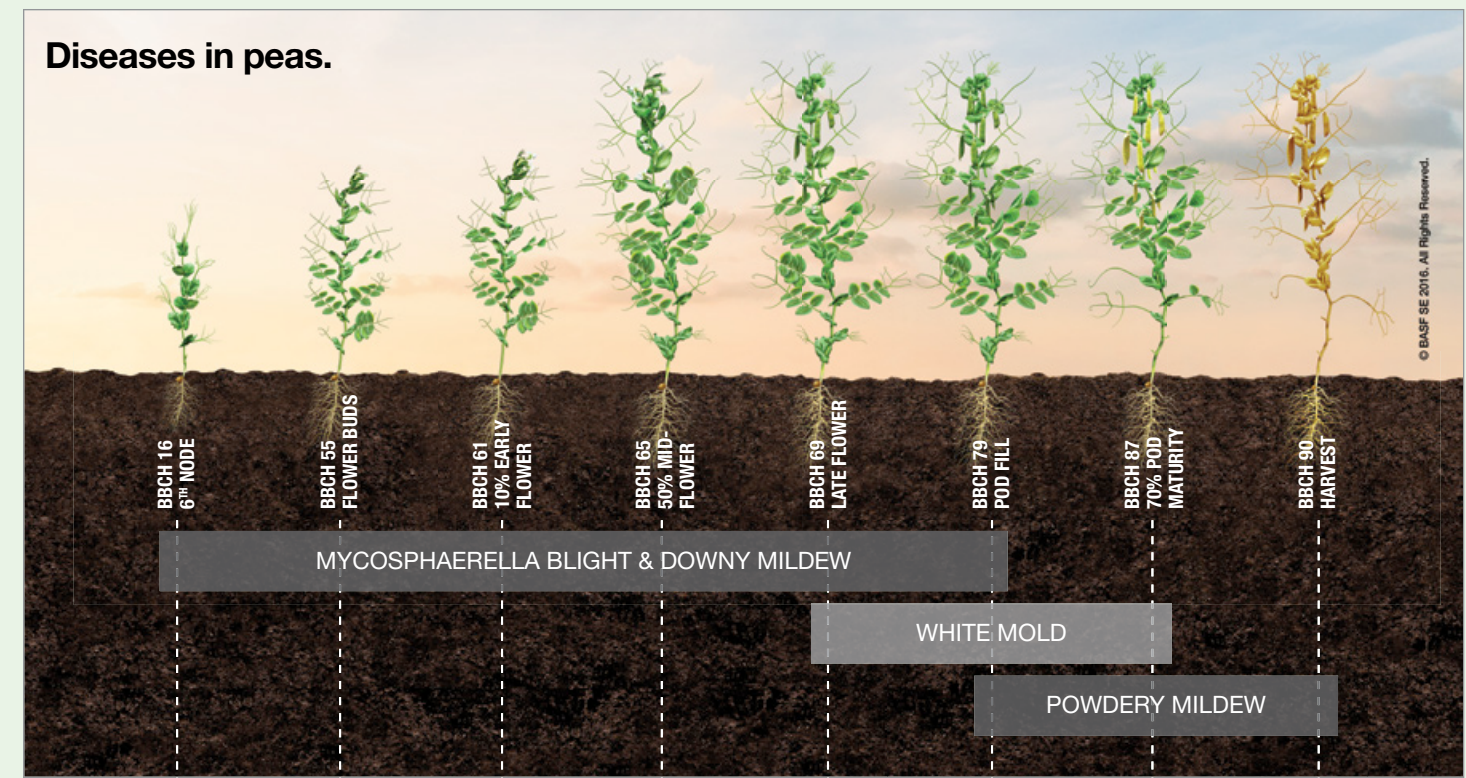 Diseases in peas.
© BASF SE 2016. All Rights Reserved.
BBCH 16
6TH NODE
BBCH 55
FLOWER BUDS
BBCH 61
10% EARLY
FLOWER
BBCH 65
50% MID-
FLOWER
BBCH 69
LATE FLOWER
BBCH 79
POD FILL
BBCH 87
70% POD
MATURITY
BBCH 90
HARVEST
MYCOSPHAERELLA BLIGHT & DOWNY MILDEW
WHITE MOLD
POWDERY MILDEW